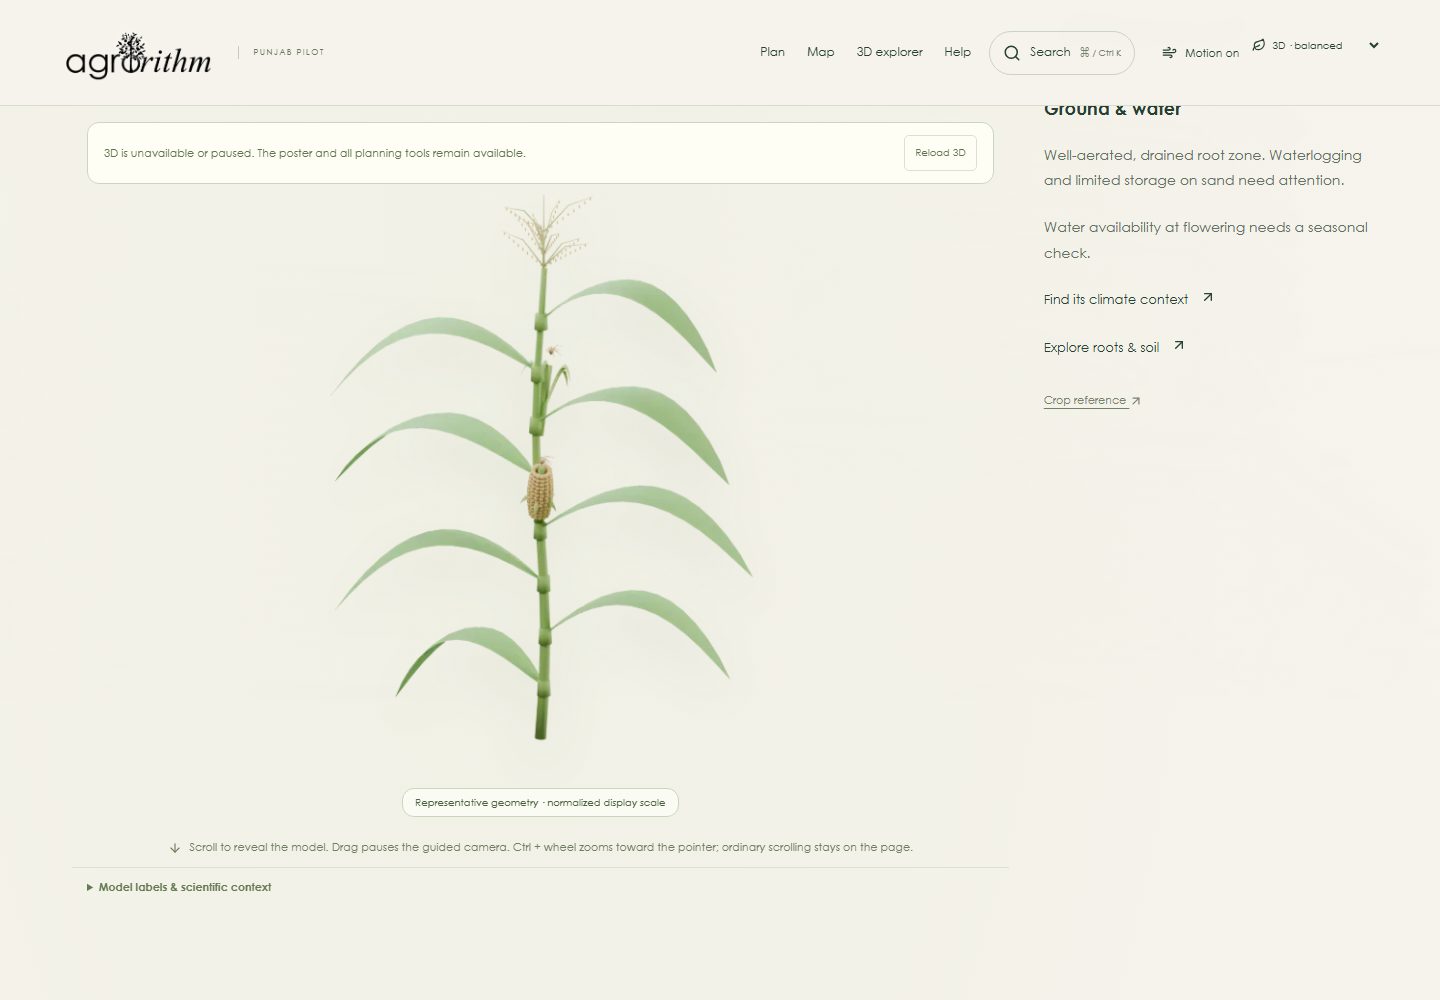 agrorithm
PUNJAB PILOT
Plan
Map
3D explorer
Help
Search ⌘ / Ctrl K
Motion on
3D · balanced
3D is unavailable or paused. The poster and all planning tools remain available.
Reload 3D
Representative geometry · normalized display scale
Scroll to reveal the model. Drag pauses the guided camera. Ctrl + wheel zooms toward the pointer; ordinary scrolling stays on the page.
Model labels & scientific context
Ground & water
Well-aerated, drained root zone. Waterlogging
and limited storage on sand need attention.
Water availability at flowering needs a seasonal
check.
Find its climate context
Explore roots & soil
Crop reference